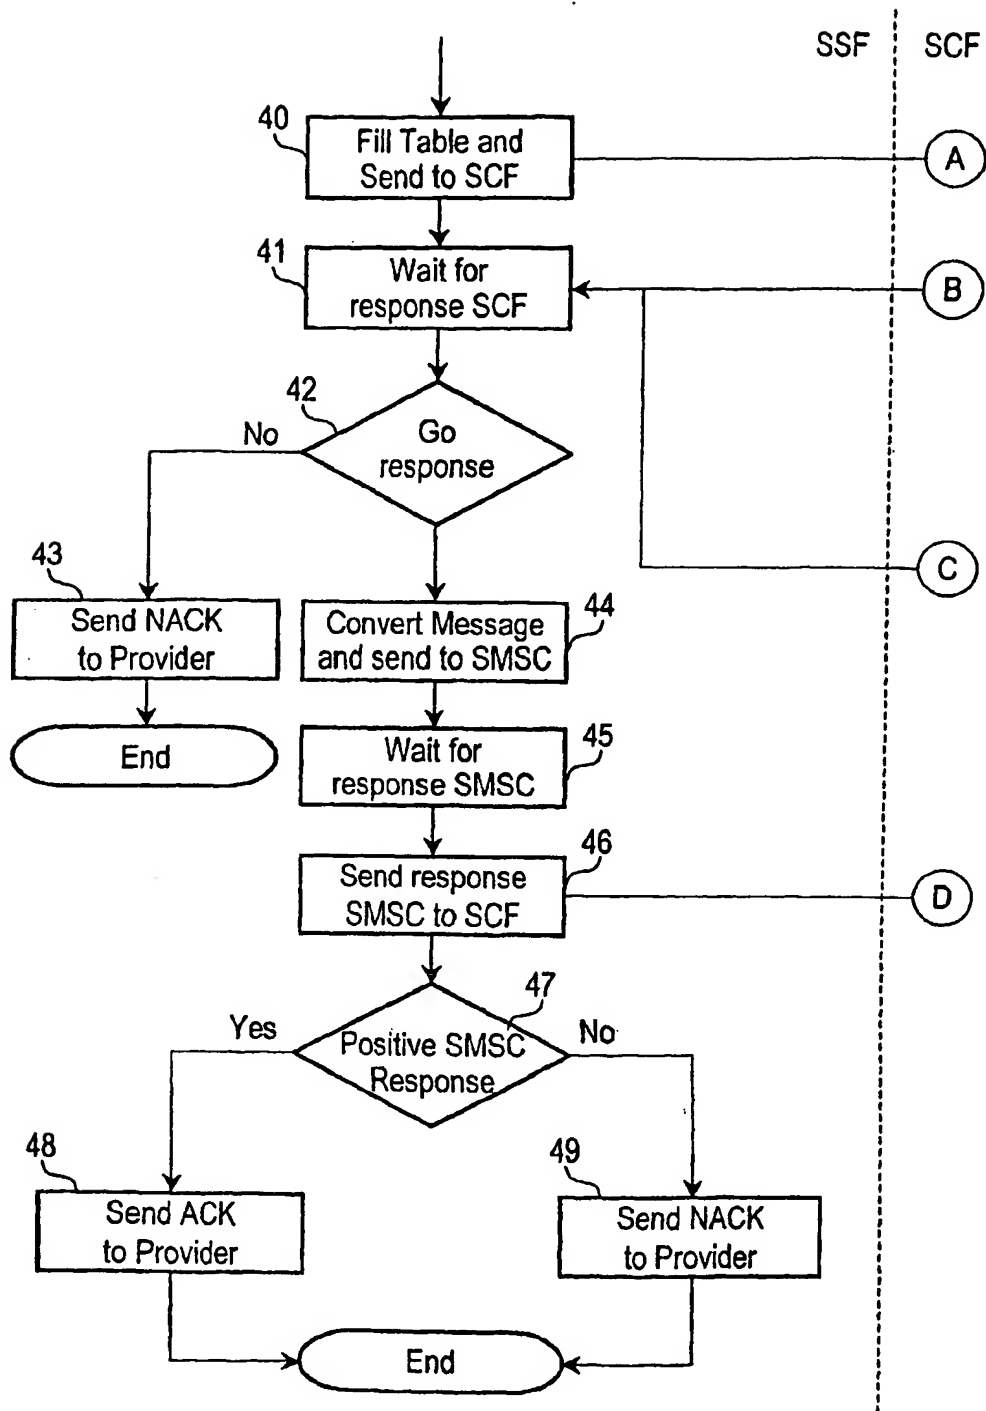 SSF
SCF
40
Fill Table and
Send to SCF
A
41
Wait for
response SCF
B
42
No
Go
response
C
43
Send NACK
to Provider
Convert Message
and send to SMSC
44
End
Wait for
response SMSC
45
46
Send response
SMSC to SCF
D
47
Yes
Positive SMSC
Response
No
48
Send ACK
to Provider
49
Send NACK
to Provider
End